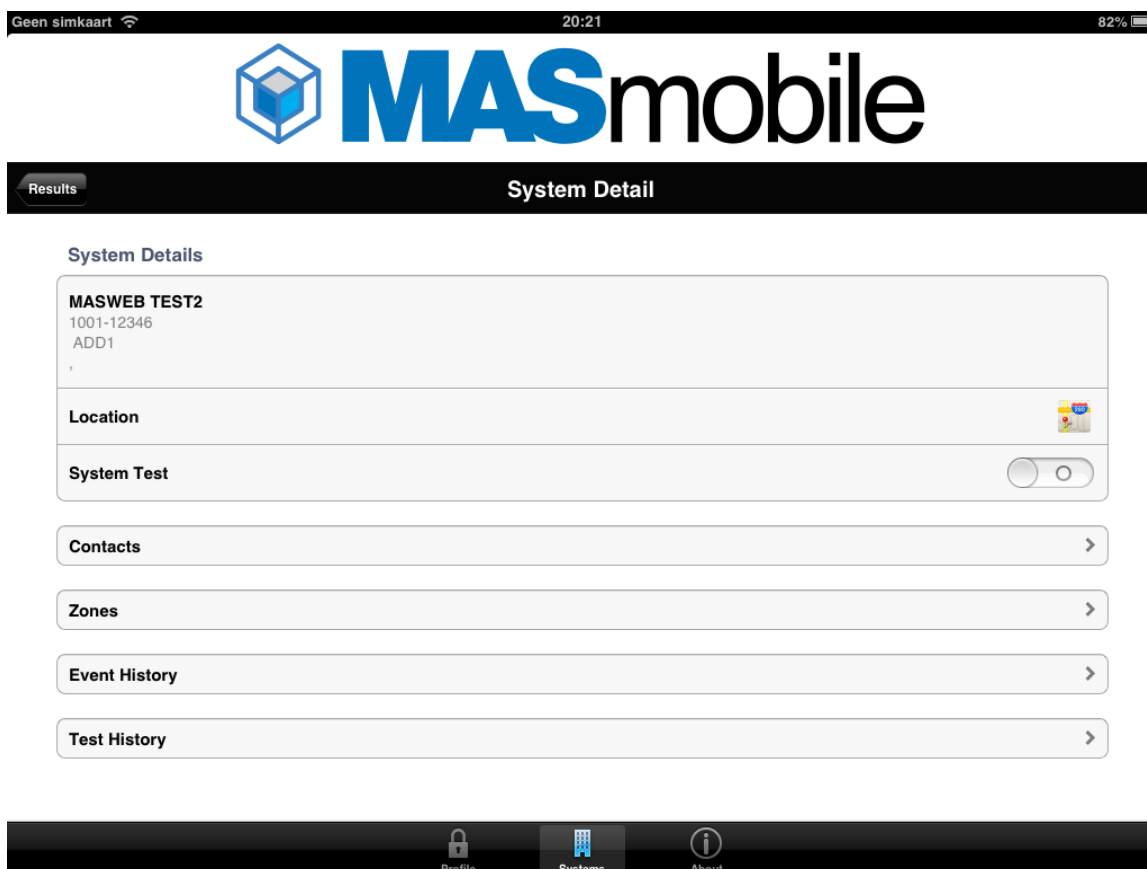 Geen simkaart 20:21 82%
MASmobile
Results System Detail
System Details
MASWEB TEST2
1001-12346
ADD1
,
Location
280
System Test
Contacts
Zones
Event History
Test History
Profile Systems About